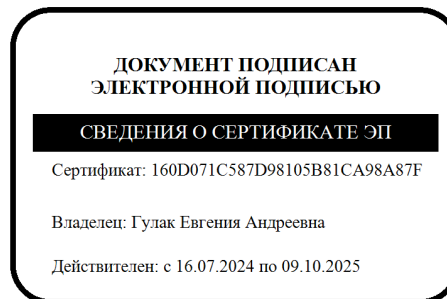 ДОКУМЕНТ ПОДПИСАН
ЭЛЕКТРОННОЙ ПОДПИСЬЮ
СВЕДЕНИЯ О СЕРТИФИКАТЕ ЭП
Сертификат: 160D071C587D98105B81CA98A87F
Владелец: Гулак Евгения Андреевна
Действителен: с 16.07.2024 по 09.10.2025